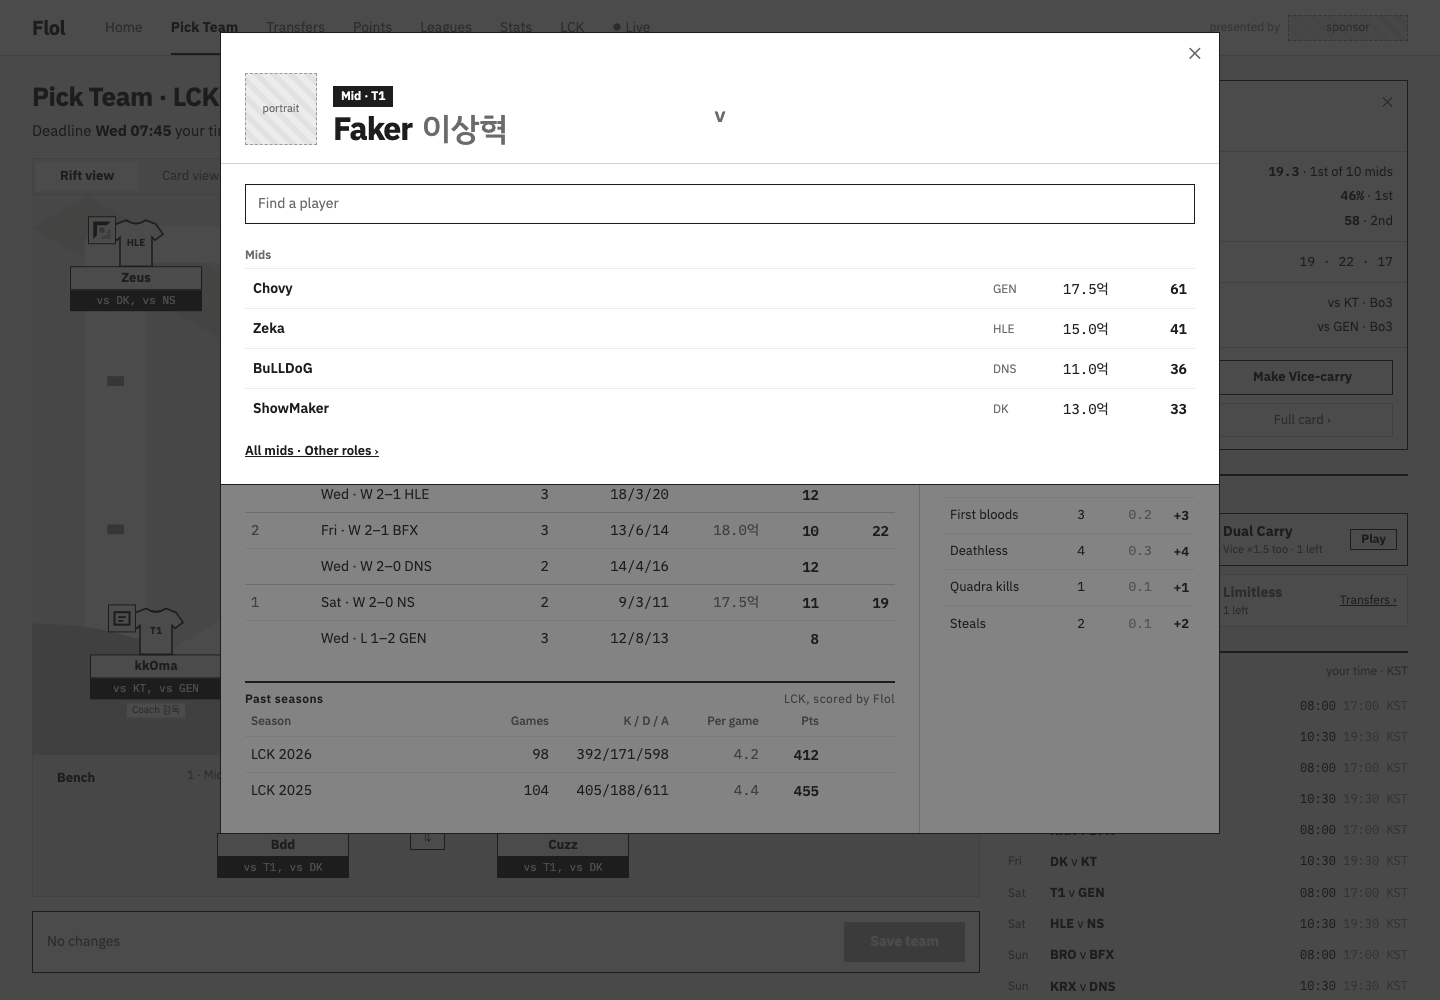 Flol Home Pick Team Transfers Points Leagues Stats LCK Live presented by sponsor
Pick Team · LCK
Deadline Wed 07:45 your
Rift view Card view
HLE
Zeus
vs DK, vs NS
T1
kkOma
vs KT, vs GEN
Coach 감독
Bench
Bdd
vs T1, vs DK
Cuzz
vs T1, vs DK
No changes Save team
portrait
Mid · T1
Faker 이상혁
v
Find a player
Mids
Chovy GEN 17.5억 61
Zeka HLE 15.0억 41
BuLLDoG DNS 11.0억 36
ShowMaker DK 13.0억 33
All mids · Other roles ›
Wed · W 2–1 HLE 3 18/3/20 12
2 Fri · W 2–1 BFX 3 13/6/14 18.0억 10 22
Wed · W 2–0 DNS 2 14/4/16 12
1 Sat · W 2–0 NS 2 9/3/11 17.5억 11 19
Wed · L 1–2 GEN 3 12/8/13 8
Past seasons LCK, scored by Flol
Season Games K / D / A Per game Pts
LCK 2026 98 392/171/598 4.2 412
LCK 2025 104 405/188/611 4.4 455
First bloods 3 0.2 +3
Deathless 4 0.3 +4
Quadra kills 1 0.1 +1
Steals 2 0.1 +2
19.3 · 1st of 10 mids
46% · 1st
58 · 2nd
19 · 22 · 17
vs KT · Bo3
vs GEN · Bo3
Make Vice-carry
Full card ›
Dual Carry
Vice ×1.5 too · 1 left
Play
Limitless
1 left
Transfers ›
your time · KST
08:00 17:00 KST
10:30 19:30 KST
08:00 17:00 KST
10:30 19:30 KST
08:00 17:00 KST
Fri DK v KT 10:30 19:30 KST
Sat T1 v GEN 08:00 17:00 KST
Sat HLE v NS 10:30 19:30 KST
Sun BRO v BFX 08:00 17:00 KST
Sun KRX v DNS 10:30 19:30 KST